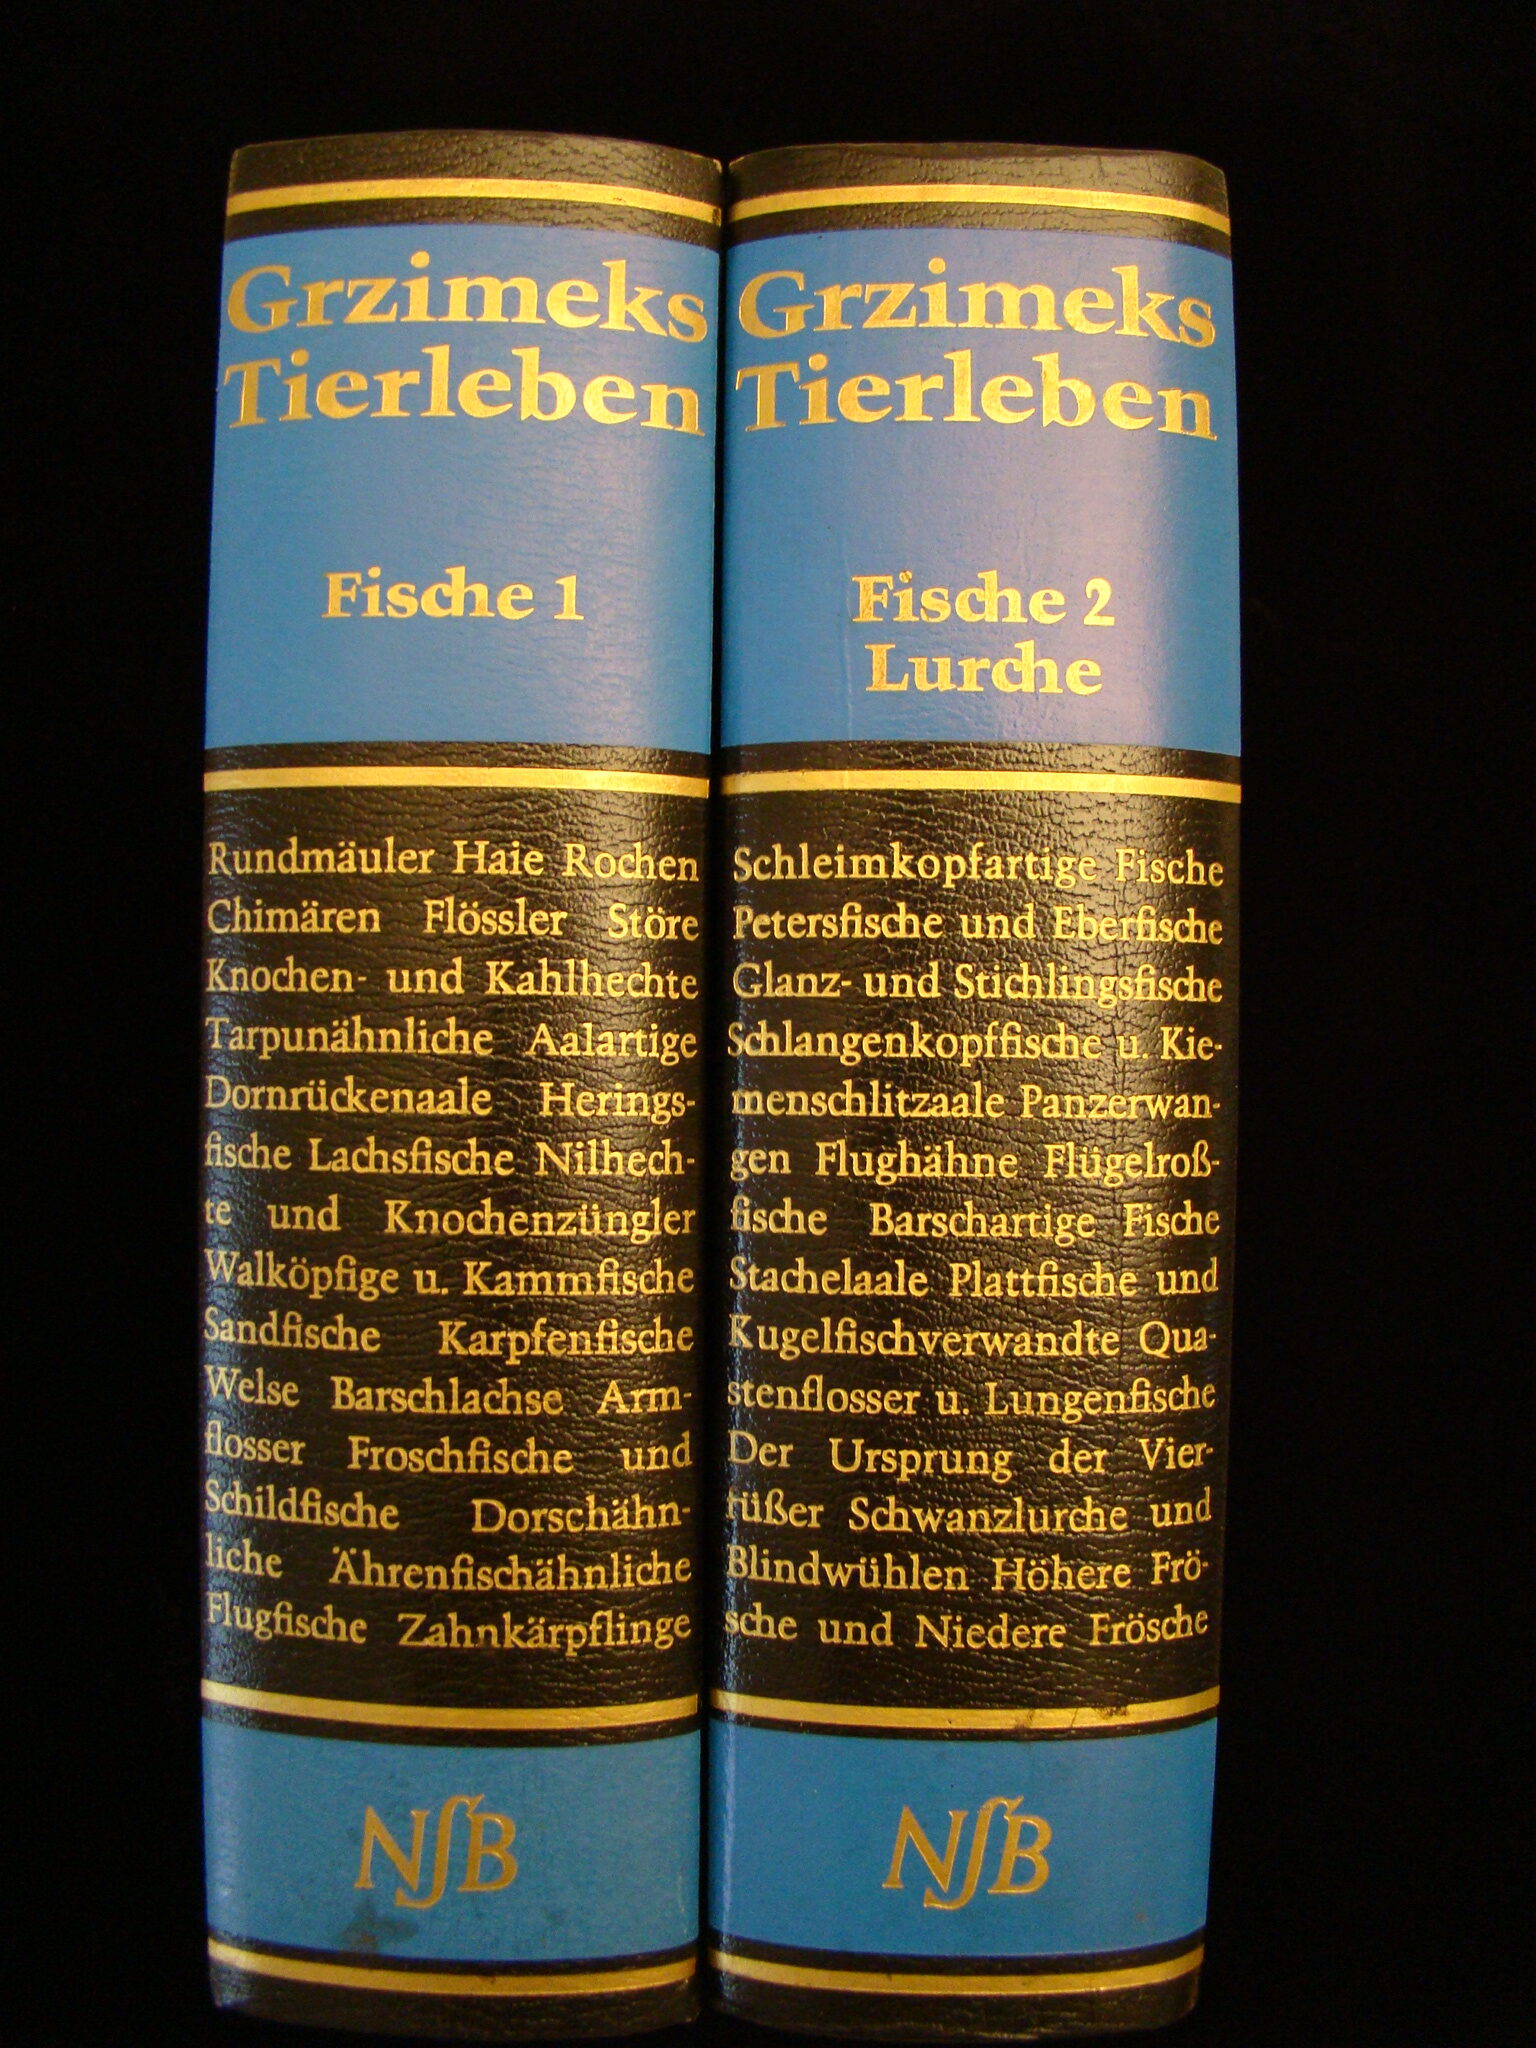 Grzimeks
Tierleben
Fische 1
Rundmäuler Haie Rochen
Chimären Flössler Störe
Knochen- und Kahlhechte
Tarpunähnliche Aalartige
Dornrückenaale Herings-
fische Lachsfische Nilhech-
te und Knochenzüngler
Walköpfige u. Kammfische
Sandfische Karpfenfische
Welse Barschlachse Arm-
flosser Froschfische und
Schildfische Dorschähn-
liche Ährenfischähnliche
Flugfische Zahnkärpflinge
NSB
Grzimeks
Tierleben
Fische 2
Lurche
Schleimkopfartige Fische
Petersfische und Eberfische
Glanz- und Stichlingsfische
Schlangenkopffische u. Kie-
menschlitzaale Panzerwan-
gen Flughähne Flügelroß-
fische Barschartige Fische
Stachelaale Plattfische und
Kugelfischverwandte Qua-
stenflosser u. Lungenfische
Der Ursprung der Vier-
füßer Schwanzlurche und
Blindwühlen Höhere Frö-
sche und Niedere Frösche
NSB